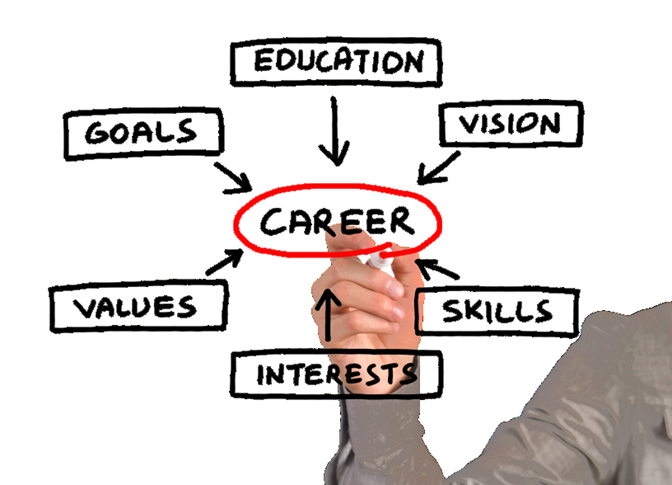 EDUCATION
GOALS
VISION
CAREER
VALUES
SKILLS
INTERESTS